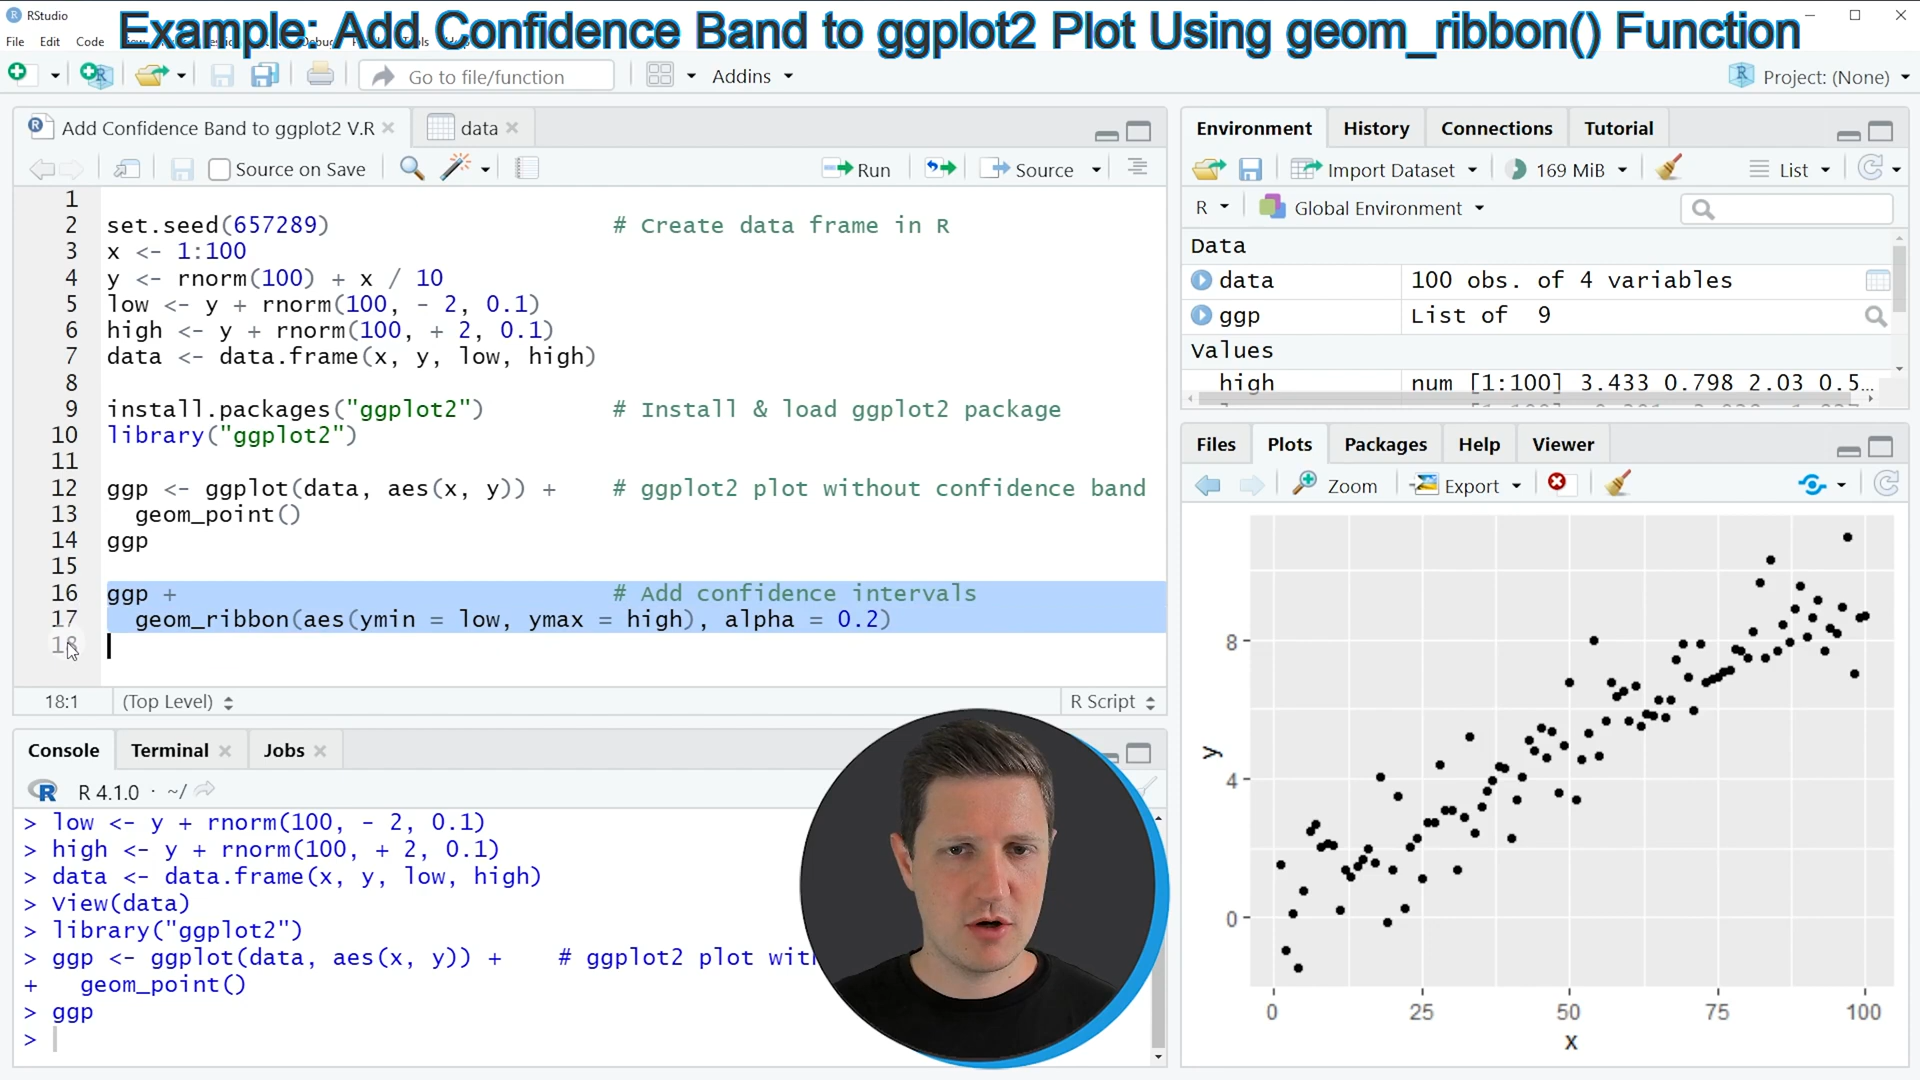 RStudio
Example: Add Confidence Band to ggplot2 Plot Using geom_ribbon() Function
File Edit Code
Go to file/function
Addins
Project: (None)
Add Confidence Band to ggplot2 V.R
data
Source on Save
Run
Source
1
2 set.seed(657289) # Create data frame in R
3 x <- 1:100
4 y <- rnorm(100) + x / 10
5 low <- y + rnorm(100, - 2, 0.1)
6 high <- y + rnorm(100, + 2, 0.1)
7 data <- data.frame(x, y, low, high)
8
9 install.packages("ggplot2") # Install & load ggplot2 package
10 library("ggplot2")
11
12 ggp <- ggplot(data, aes(x, y)) + # ggplot2 plot without confidence band
13 geom_point()
14 ggp
15
16 ggp + # Add confidence intervals
17 geom_ribbon(aes(ymin = low, ymax = high), alpha = 0.2)
18
18:1 (Top Level) R Script
Console Terminal Jobs
R 4.1.0 · ~/
> low <- y + rnorm(100, - 2, 0.1)
> high <- y + rnorm(100, + 2, 0.1)
> data <- data.frame(x, y, low, high)
> View(data)
> library("ggplot2")
> ggp <- ggplot(data, aes(x, y)) + # ggplot2 plot wit
+ geom_point()
> ggp
>
Environment History Connections Tutorial
Import Dataset 169 MiB List
R Global Environment
Data
data 100 obs. of 4 variables
ggp List of 9
Values
high num [1:100] 3.433 0.798 2.03 0.5...
Files Plots Packages Help Viewer
Zoom Export
8
y
4
0
0 25 50 75 100
x